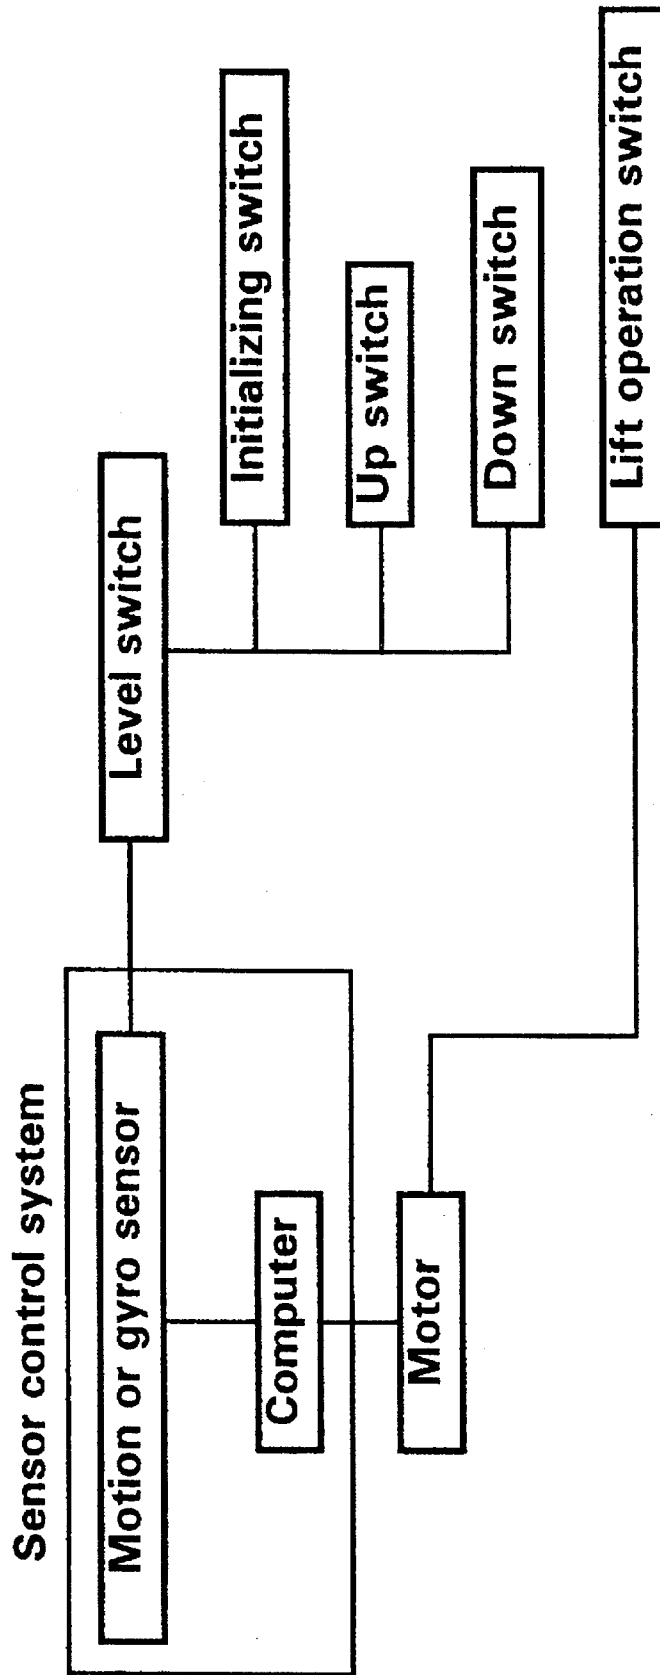 Sensor control system
Motion or gyro sensor
Level switch
Initializing switch
Computer
Up switch
Motor
Down switch
Lift operation switch